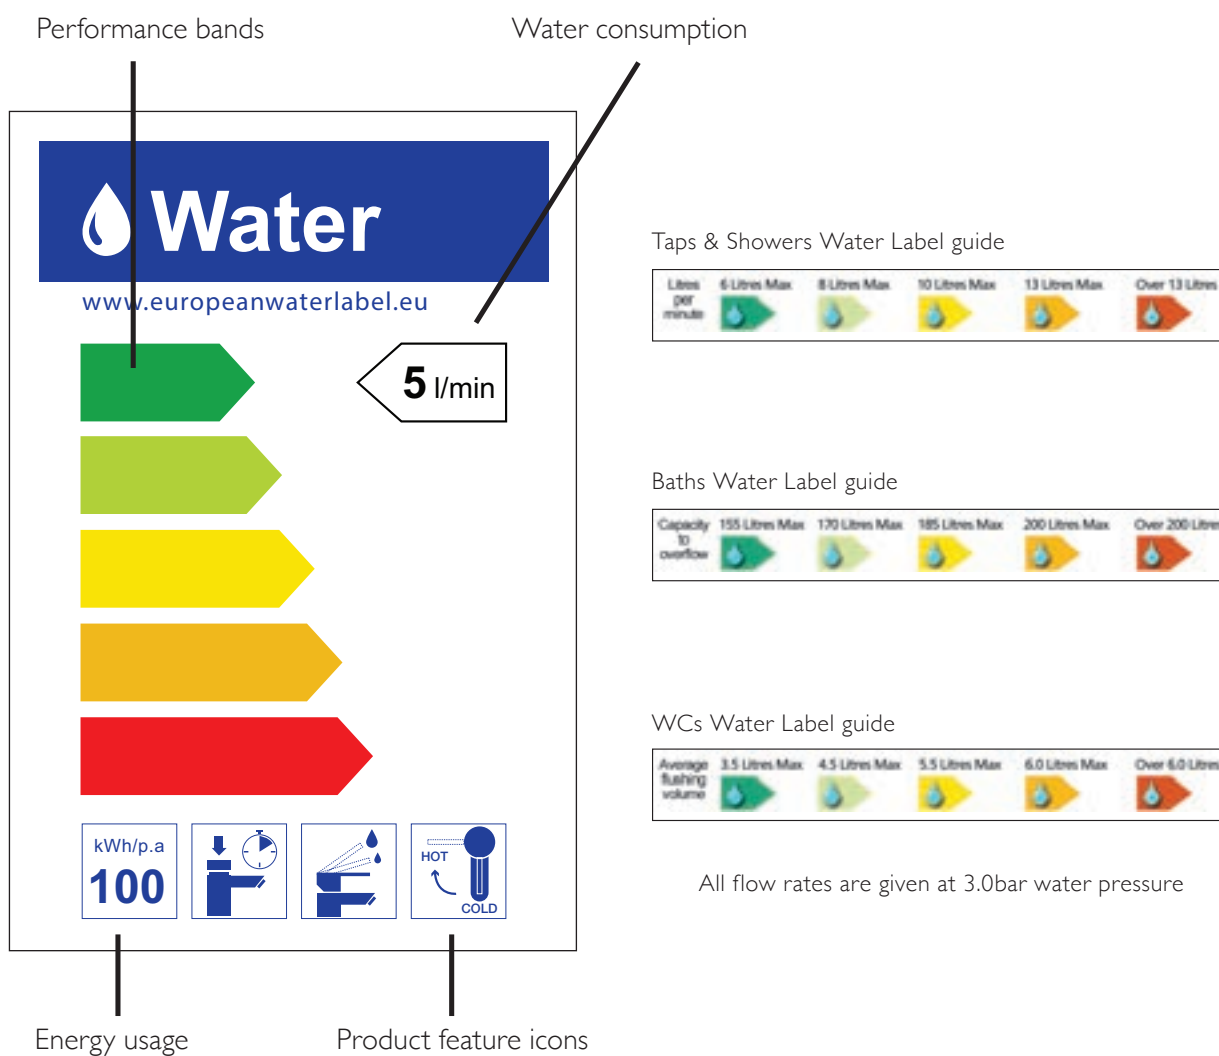 Performance bands
Water consumption
Water
www.europeanwaterlabel.eu
5 l/min
kWh/p.a
100
HOT
COLD
Energy usage
Product feature icons
Taps & Showers Water Label guide
Litres per minute
6 Litres Max
8 Litres Max
10 Litres Max
13 Litres Max
Over 13 Litres
Baths Water Label guide
Capacity to overflow
155 Litres Max
170 Litres Max
185 Litres Max
200 Litres Max
Over 200 Litres
WCs Water Label guide
Average flushing volume
3.5 Litres Max
4.5 Litres Max
5.5 Litres Max
6.0 Litres Max
Over 6.0 Litres
All flow rates are given at 3.0bar water pressure